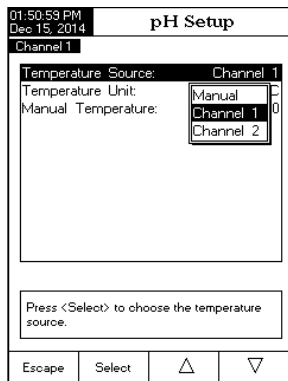 01:50:59 PM
Dec 15, 2014
pH Setup
Channel 1
Temperature Source: Channel 1
Temperature Unit: C
Manual Temperature: 0
Manual
Channel 1
Channel 2
Press <Select> to choose the temperature
source.
Escape Select